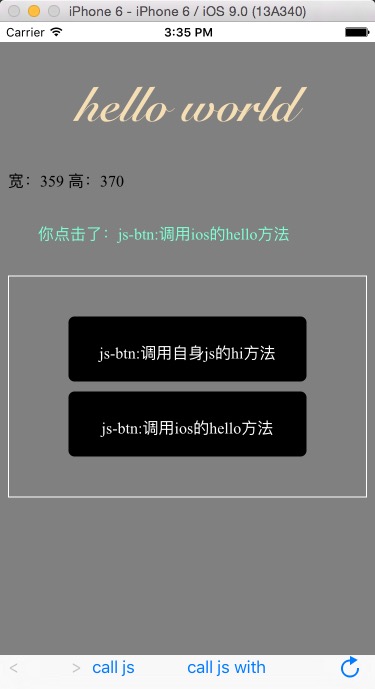 iPhone 6 - iPhone 6 / iOS 9.0 (13A340)
Carrier 3:35 PM
hello world
宽：359 高：370
你点击了：js-btn:调用ios的hello方法
js-btn:调用自身js的hi方法
js-btn:调用ios的hello方法
< > call js call js with